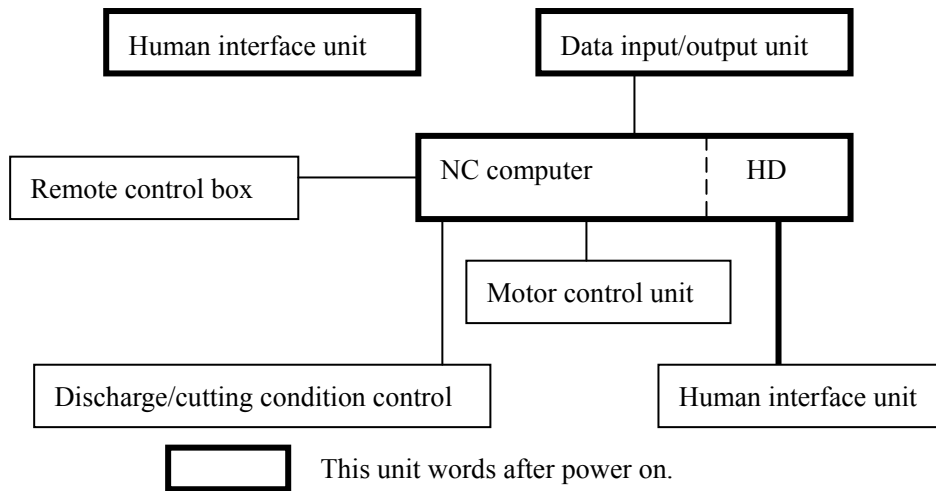 Human interface unit
Data input/output unit
NC computer
HD
Remote control box
Motor control unit
Discharge/cutting condition control
Human interface unit
This unit words after power on.